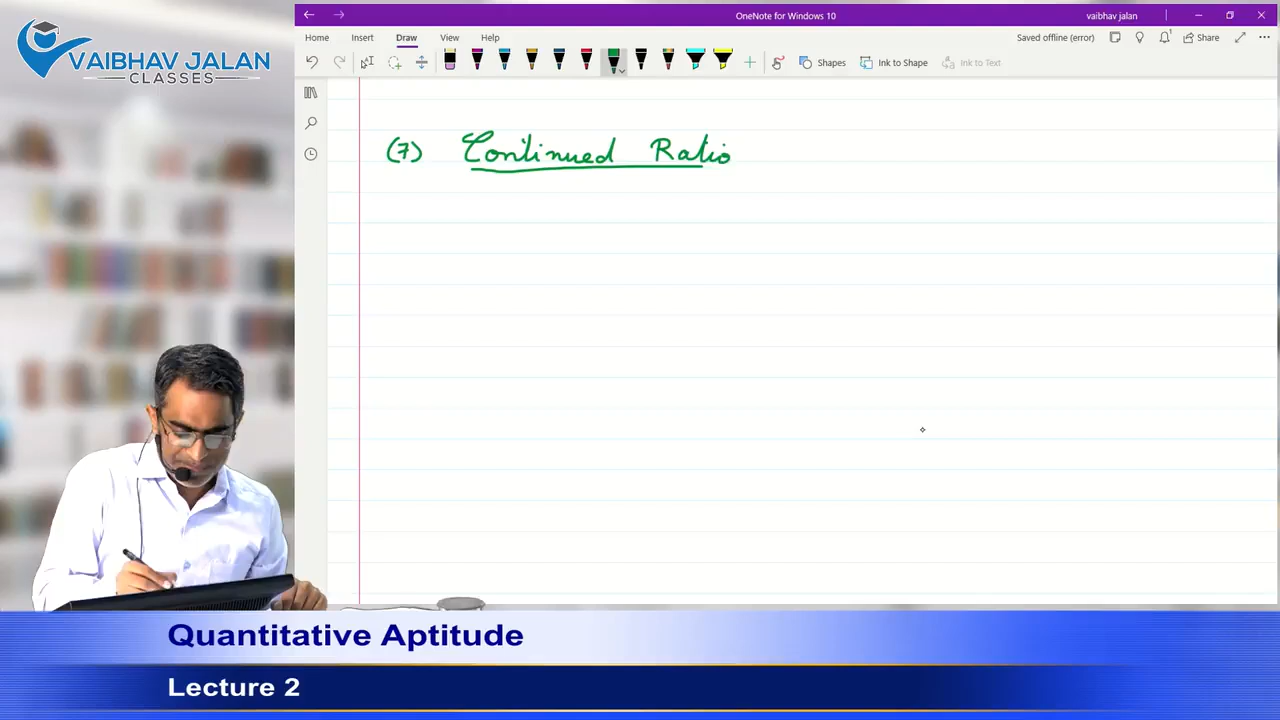 OneNote for Windows 10
vaibhav jalan
VAIBHAV JALAN
CLASSES
Home Insert Draw View Help
Saved offline (error)
Share
Shapes
Ink to Shape
Ink to Text
(7) Continued Ratio
Quantitative Aptitude
Lecture 2